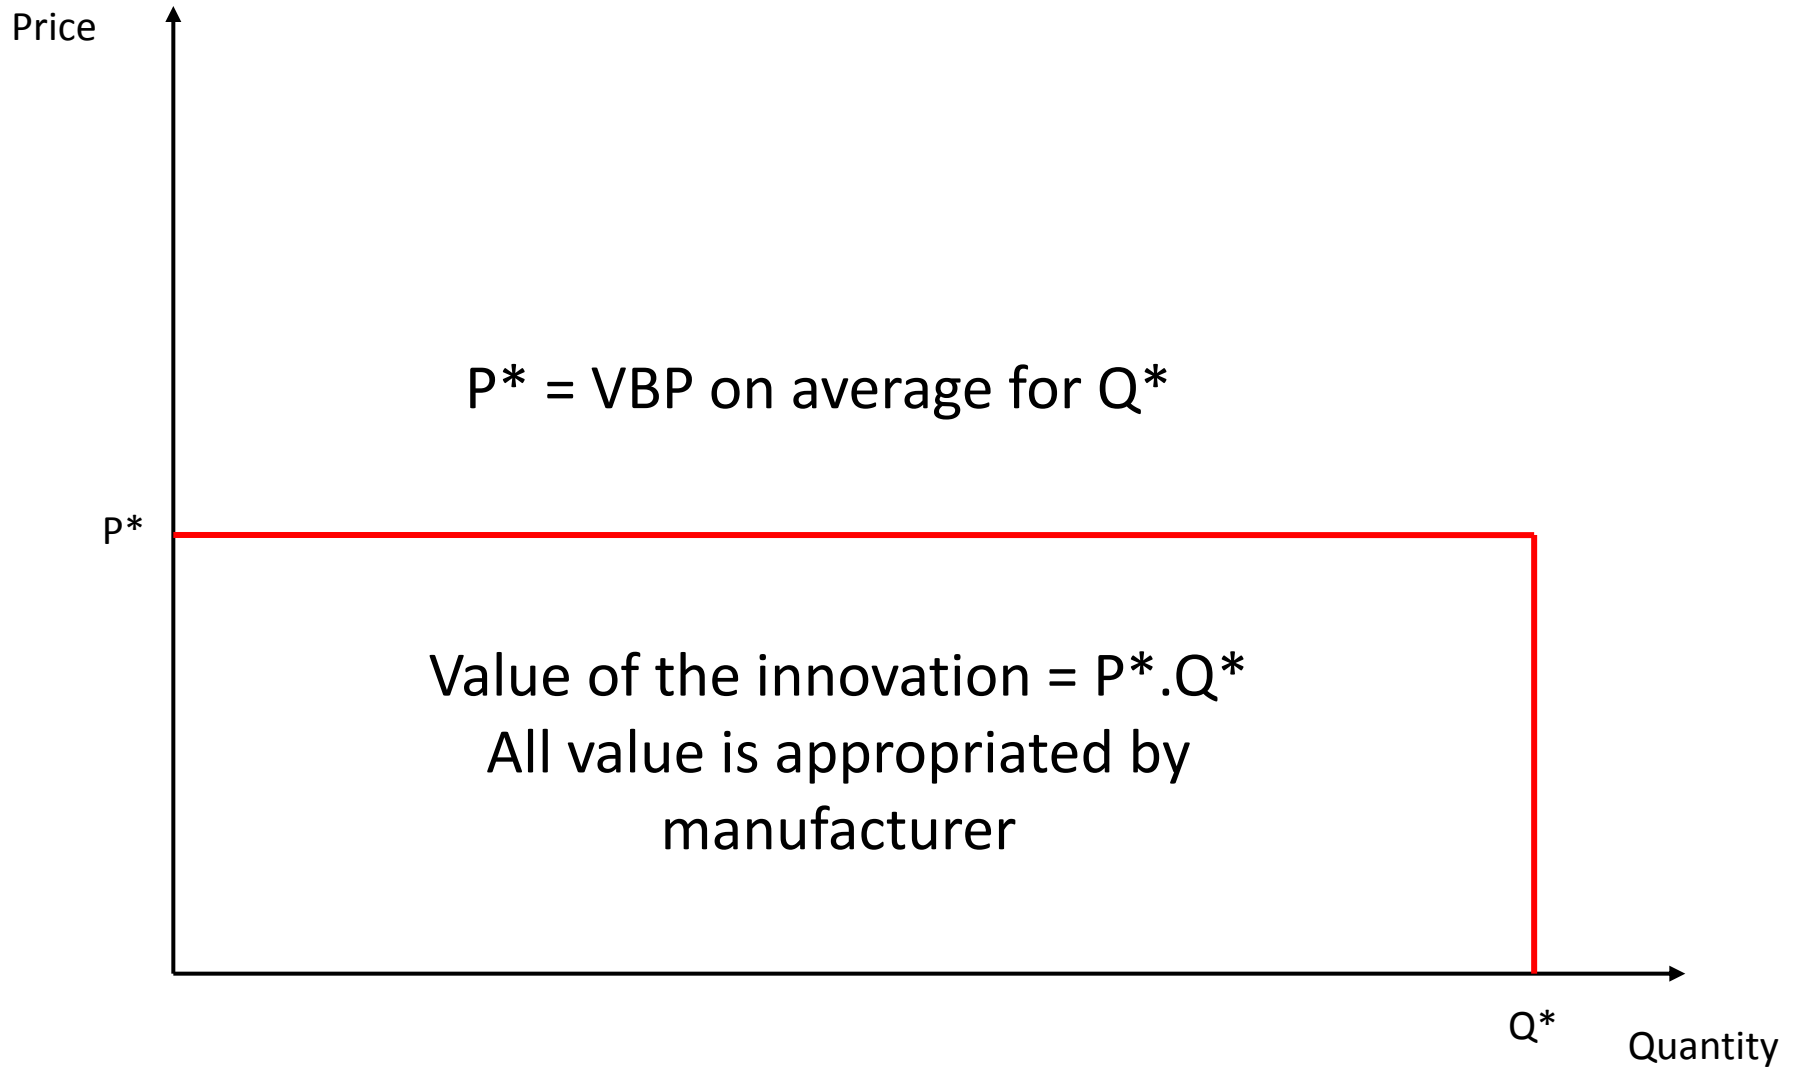 Price
P* = VBP on average for Q*
P*
Value of the innovation = P*.Q*
All value is appropriated by
manufacturer
Q*
Quantity